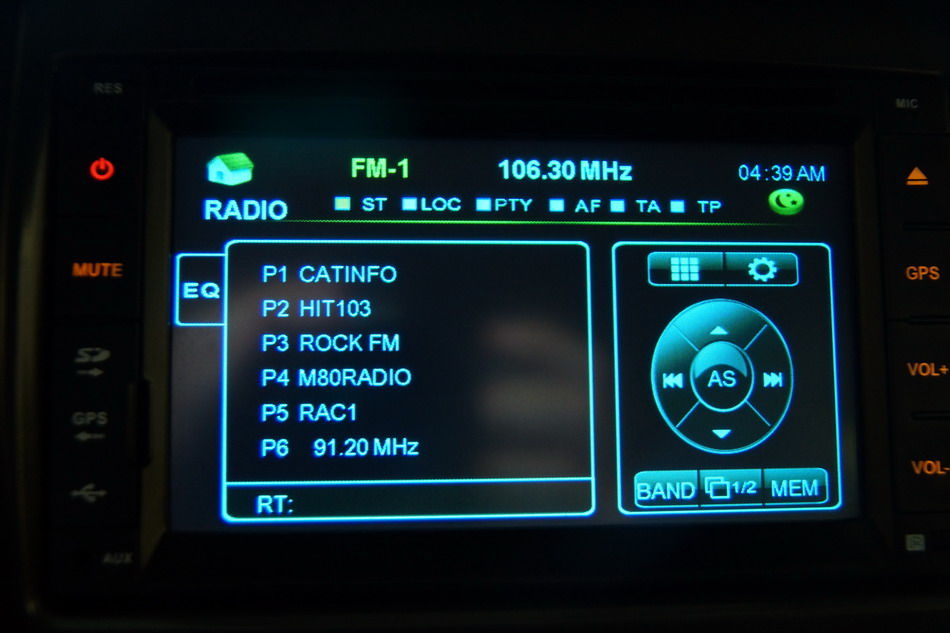 RES
MIC
FM-1 106.30 MHz 04:39 AM
RADIO ST LOC PTY AF TA TP
MUTE
EQ
GPS
P1 CATINFO
P2 HIT103
P3 ROCK FM
P4 M80RADIO
P5 RAC1
P6 91.20 MHz
RT:
AS
SD
VOL+
GPS
VOL-
BAND 1/2 MEM
AUX